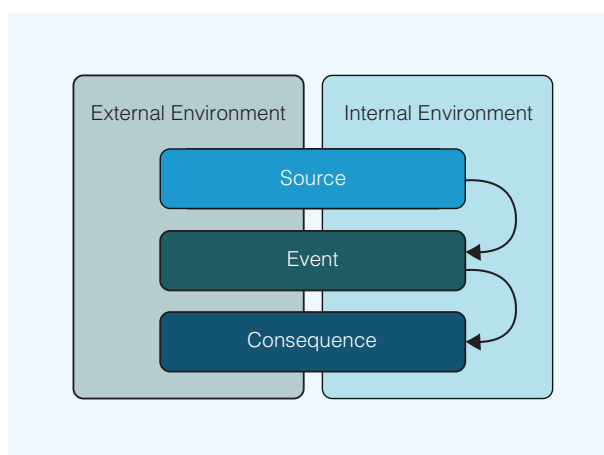 External Environment
Internal Environment
Source
Event
Consequence